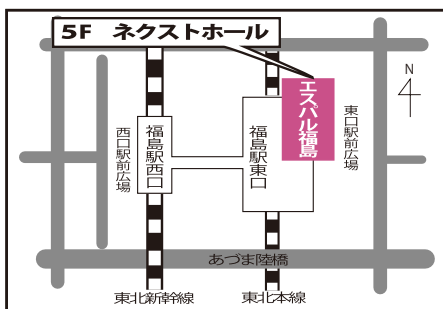 5F ネクストホール
N
エスパル福島
東口駅前広場
福島駅東口
福島駅西口
西口駅前広場
あづま陸橋
東北新幹線
東北本線